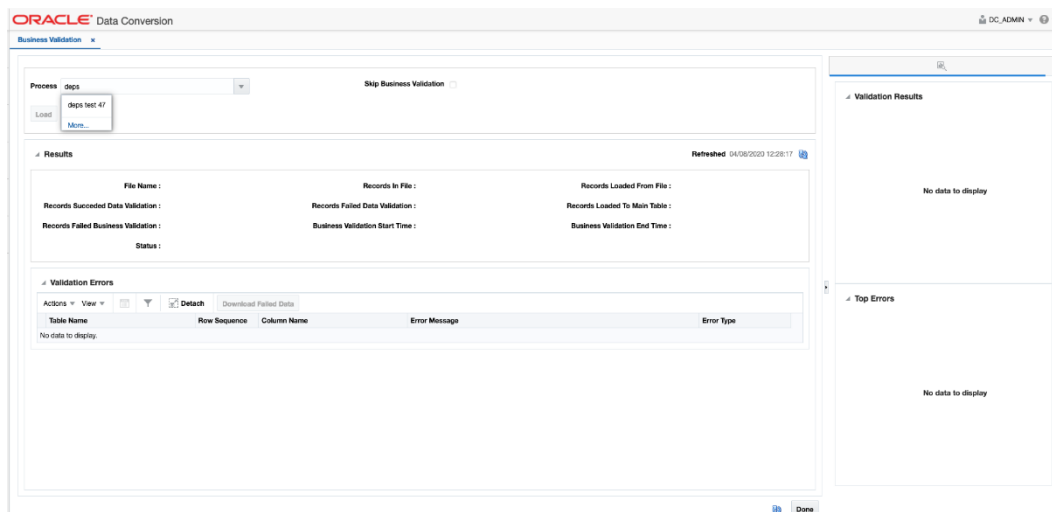 ORACLE® Data Conversion
DC_ADMIN
Business Validation x
Process deps
Skip Business Validation
deps test 47
Load
More...
Results
Refreshed 04/08/2020 12:28:17
File Name :
Records In File :
Records Loaded From File :
Records Succeded Data Validation :
Records Failed Data Validation :
Records Loaded To Main Table :
Records Failed Business Validation :
Business Validation Start Time :
Business Validation End Time :
Status :
Validation Errors
Actions View Detach Download Failed Data
Table Name Row Sequence Column Name Error Message Error Type
No data to display.
Validation Results
No data to display
Top Errors
No data to display
Done